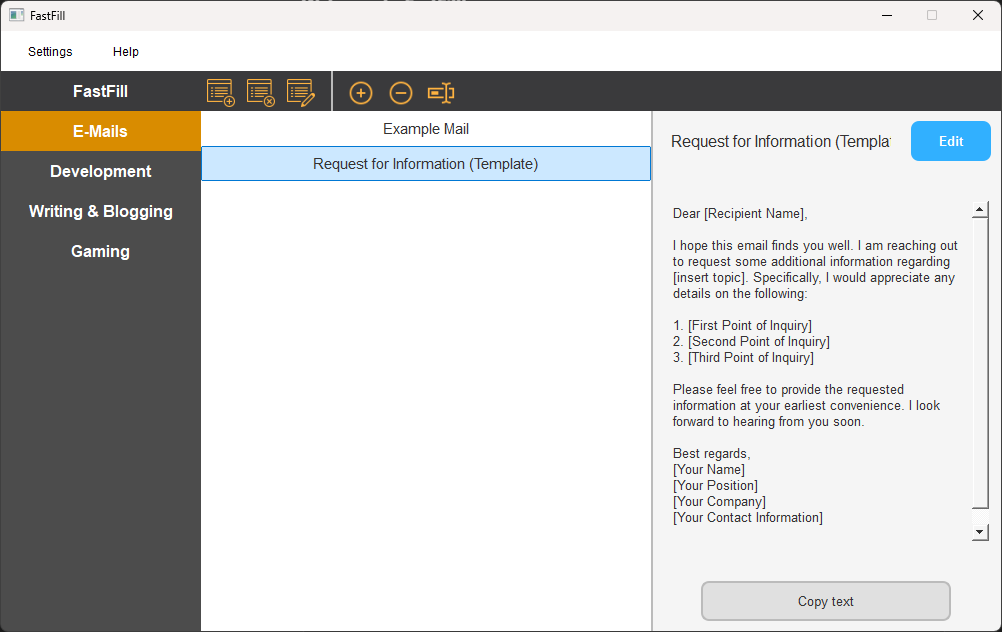 FastFill
Settings Help
FastFill
E-Mails
Development
Writing & Blogging
Gaming
Example Mail
Request for Information (Template)
Request for Information (Templa
Edit
Dear [Recipient Name],
I hope this email finds you well. I am reaching out
to request some additional information regarding
[insert topic]. Specifically, I would appreciate any
details on the following:
1. [First Point of Inquiry]
2. [Second Point of Inquiry]
3. [Third Point of Inquiry]
Please feel free to provide the requested
information at your earliest convenience. I look
forward to hearing from you soon.
Best regards,
[Your Name]
[Your Position]
[Your Company]
[Your Contact Information]
Copy text